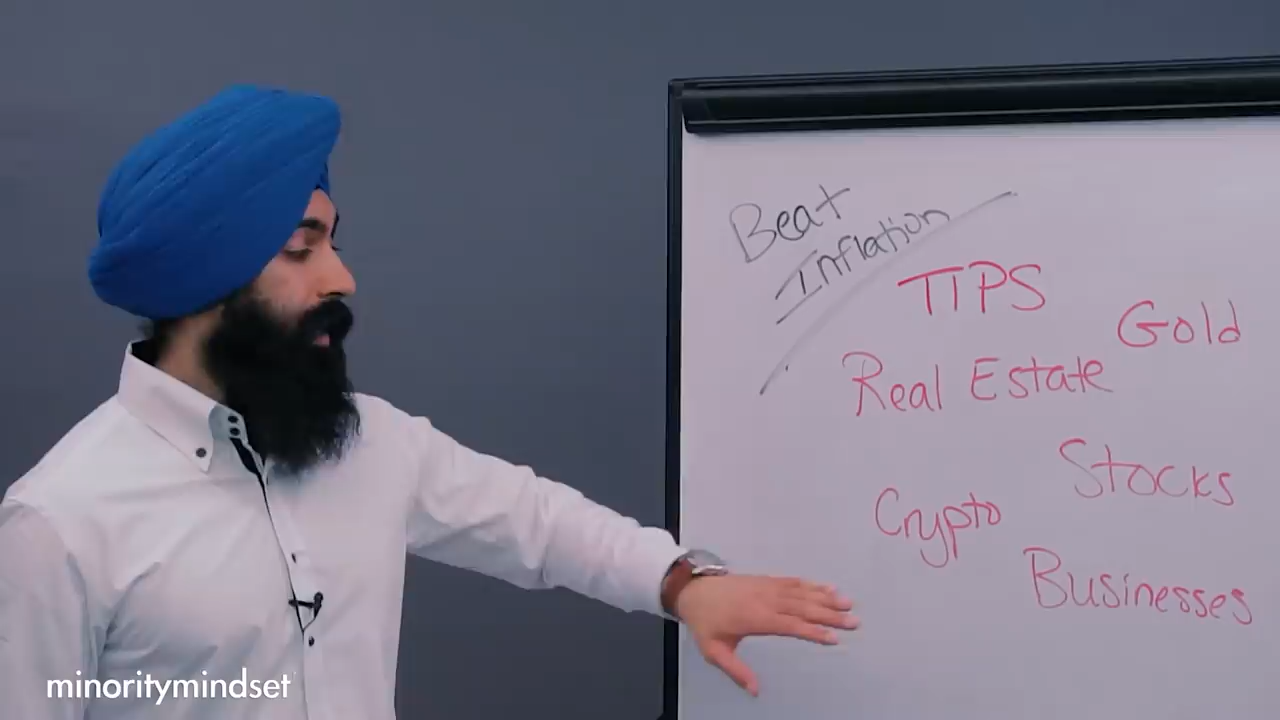 Beat
Inflation
TIPS
Gold
Real Estate
Stocks
Crypto
Businesses
minoritymindset